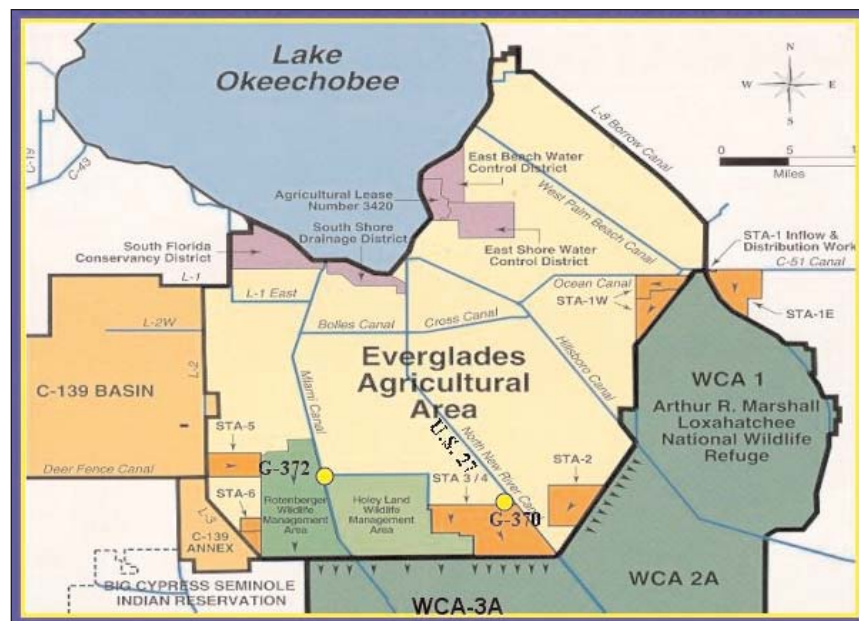 Lake
Okeechobee
N
W
E
S
0
5
Miles
C-19
C-43
L-8 Borrow Canal
East Beach Water
Control District
Agricultural Lease
Number 3420
South Shore
Drainage District
West Palm Beach Canal
South Florida
Conservancy District
East Shore Water
Control District
STA-1 Inflow &
Distribution Work
C-51 Canal
L-1
L-1 East
Ocean Canal
STA-1W
STA-1E
L-2W
L-2
Bolles Canal
Cross Canal
Hillsboro Canal
Everglades
Agricultural
Area
C-139 BASIN
Miami Canal
WCA 1
Arthur R. Marshall
Loxahatchee
National Wildlife
Refuge
STA-5
U.S. 27
North New River Canal
Deer Fence Canal
G-372
STA-2
STA 3 / 4
STA-6
Rotenberger
Wildlife
Management
Area
Holey Land
Wildlife
Management
Area
G-370
L-3
C-139
ANNEX
BIG CYPRESS SEMINOLE
INDIAN RESERVATION
WCA 2A
WCA-3A